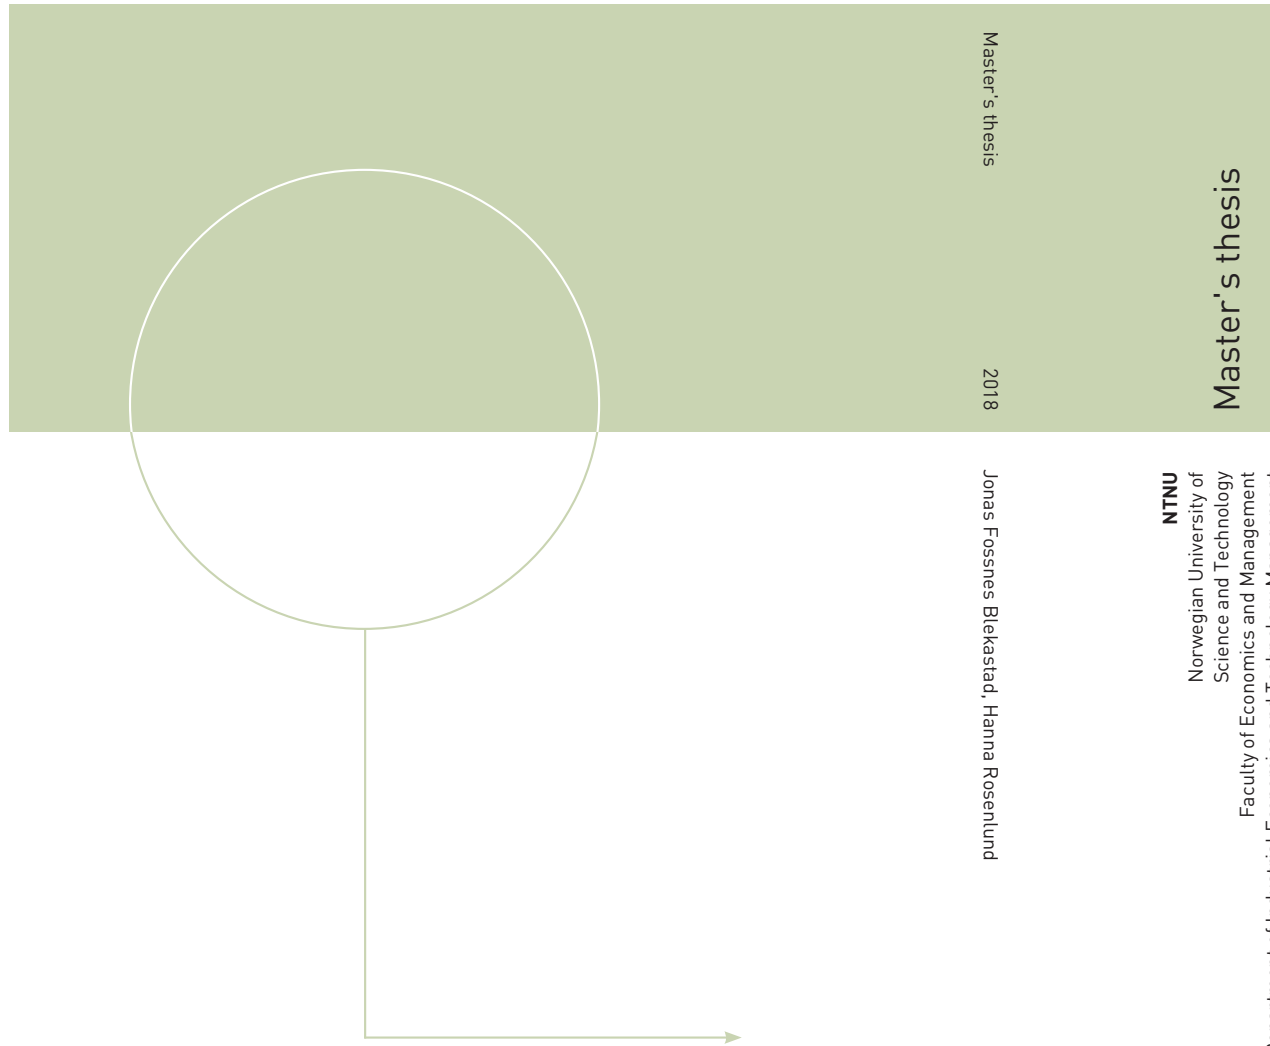 Master's thesis
2018
Jonas Fossnes Blekastad, Hanna Rosenlund
Master's thesis
NTNU
Norwegian University of
Science and Technology
Faculty of Economics and Management